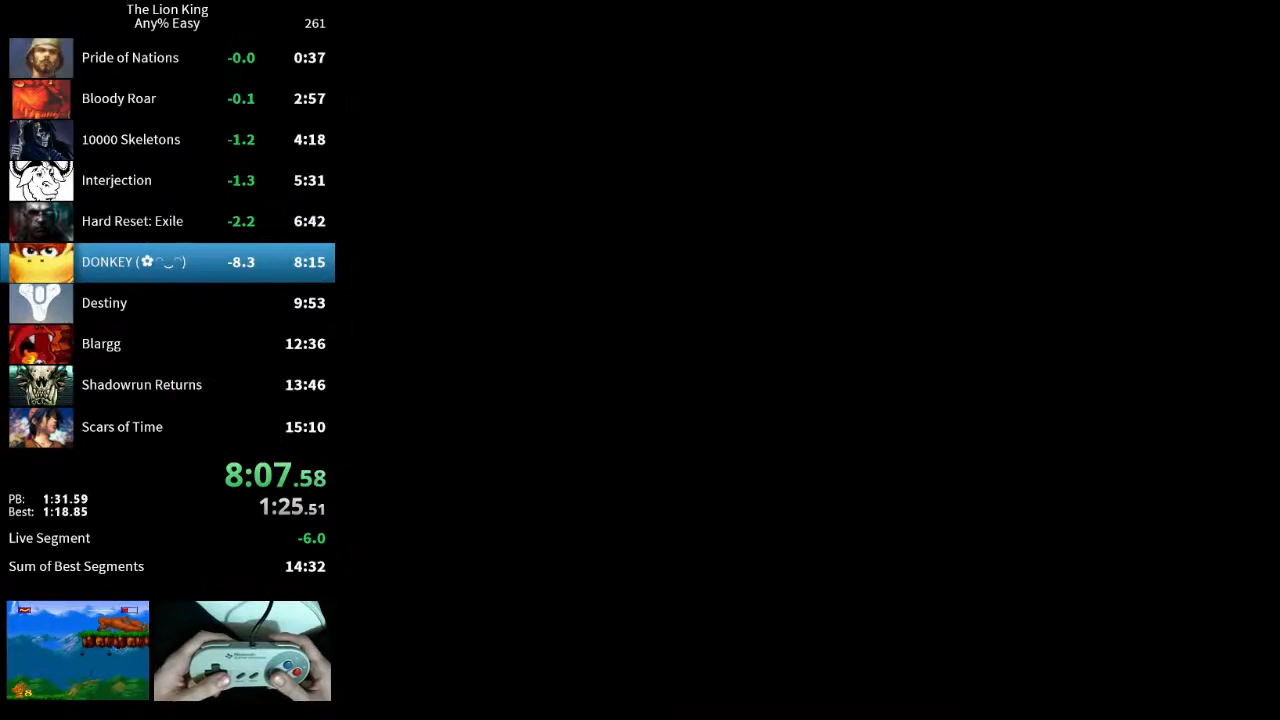 The Lion King
Any% Easy 261
Pride of Nations -0.0 0:37
Bloody Roar -0.1 2:57
10000 Skeletons -1.2 4:18
Interjection -1.3 5:31
Hard Reset: Exile -2.2 6:42
DONKEY (✿◠‿◠) -8.3 8:15
Destiny 9:53
Blargg 12:36
Shadowrun Returns 13:46
Scars of Time 15:10
8:07.58
PB: 1:31.59
Best: 1:18.85
1:25.51
Live Segment -6.0
Sum of Best Segments 14:32
8
Nintendo